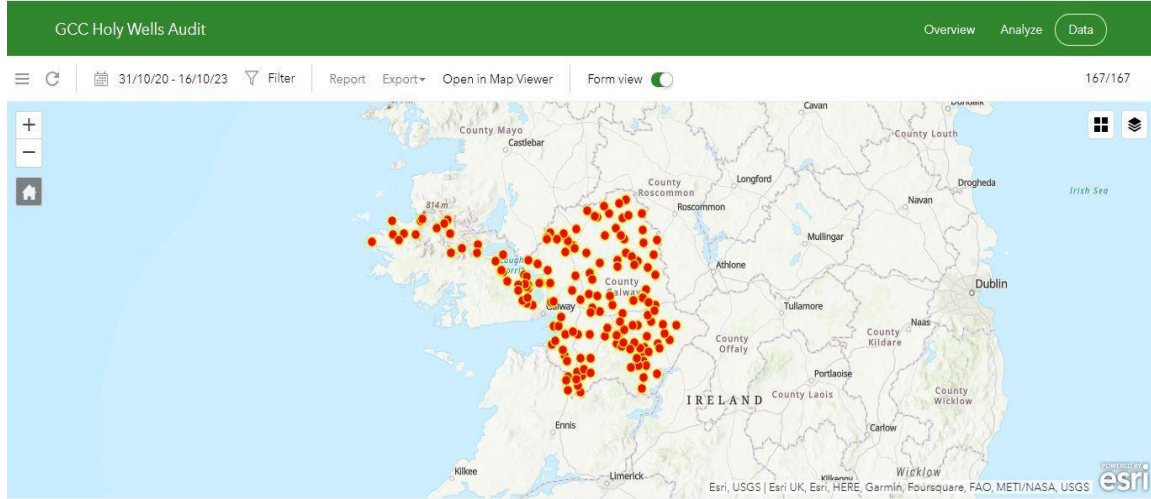 GCC Holy Wells Audit
Overview Analyze Data
31/10/20 - 16/10/23 Filter Report Export Open in Map Viewer Form view 167/167
Cavan
Dundalk
County Mayo
Castlebar
County Louth
County Roscommon
Longford
Drogheda
Irish Sea
Roscommon
Navan
814 m
Mullingar
Athlone
County
Dublin
Tullamore
Naas
County Kildare
County Offaly
Portlaoise
IRELAND
County Laois
County Wicklow
Ennis
Carlow
Kilkee
Limerick
Kilkenny
Wicklow
Esri, USGS | Esri UK, Esri, HERE, Garmin, Foursquare, FAO, METI/NASA, USGS
POWERED BY
esri